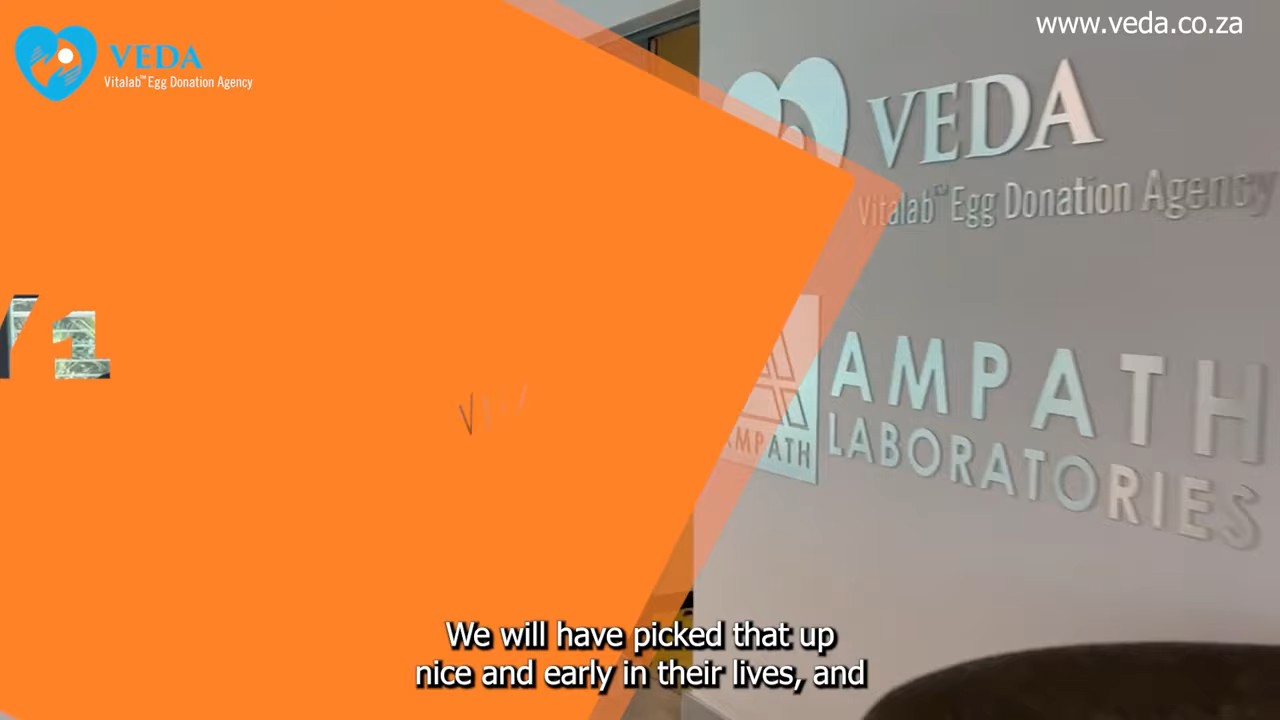 www.veda.co.za
VEDA
Vitalab™ Egg Donation Agency
VEDA
Vitalab™ Egg Donation Agency
AMPATH
LABORATORIES
AMPATH
1
We will have picked that up
nice and early in their lives, and